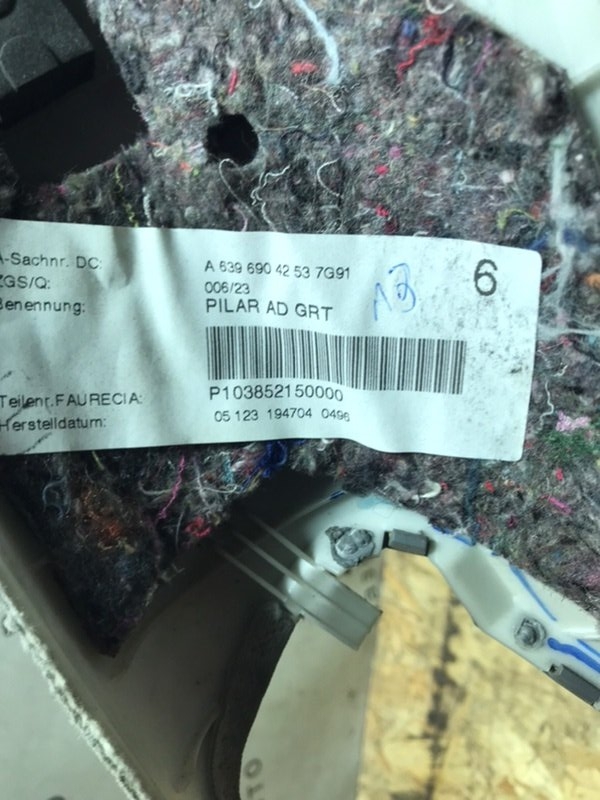 A-Sachnr. DC: A 639 690 42 53 7G91
ZGS/Q: 006/23
Benennung: PILAR AD GRT
6
Teilenr.FAURECIA: P103852150000
Herstelldatum: 05 123 194704 0496